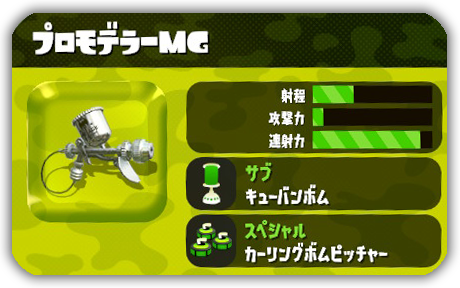 プロモデラーMG
射程
攻撃力
連射力
サブ
キューバンボム
スペシャル
カーリングボムピッチャー